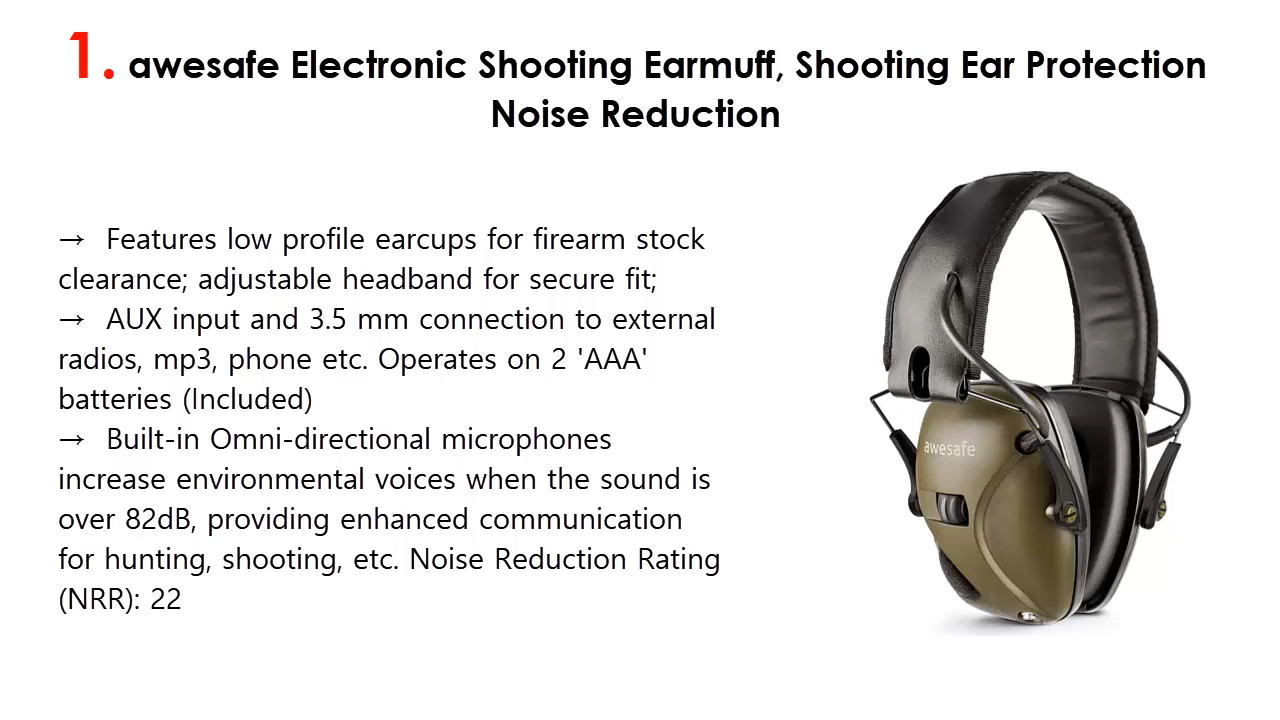 1. awesafe Electronic Shooting Earmuff, Shooting Ear Protection
Noise Reduction
→ Features low profile earcups for firearm stock
clearance; adjustable headband for secure fit;
→ AUX input and 3.5 mm connection to external
radios, mp3, phone etc. Operates on 2 'AAA'
batteries (Included)
→ Built-in Omni-directional microphones
increase environmental voices when the sound is
over 82dB, providing enhanced communication
for hunting, shooting, etc. Noise Reduction Rating
(NRR): 22
awesafe